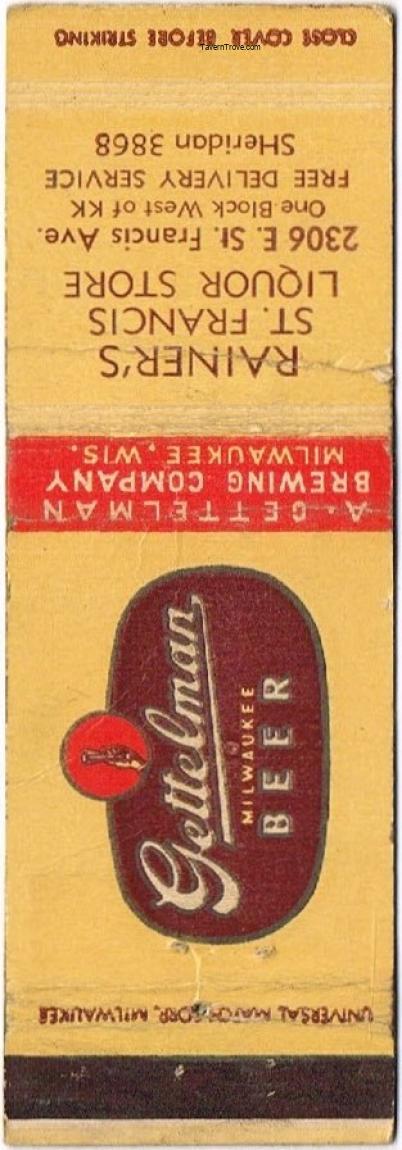 CLOSE COVER BEFORE STRIKING
TavernTrove.com
RAINER'S
ST. FRANCIS
LIQUOR STORE
2306 E. St. Francis Ave.
One Block West of KK
FREE DELIVERY SERVICE
SHeridan 3868
A. GETTELMAN
BREWING COMPANY
MILWAUKEE, WIS.
Gettelman
MILWAUKEE
BEER
UNIVERSAL MATCH CORP., MILWAUKEE